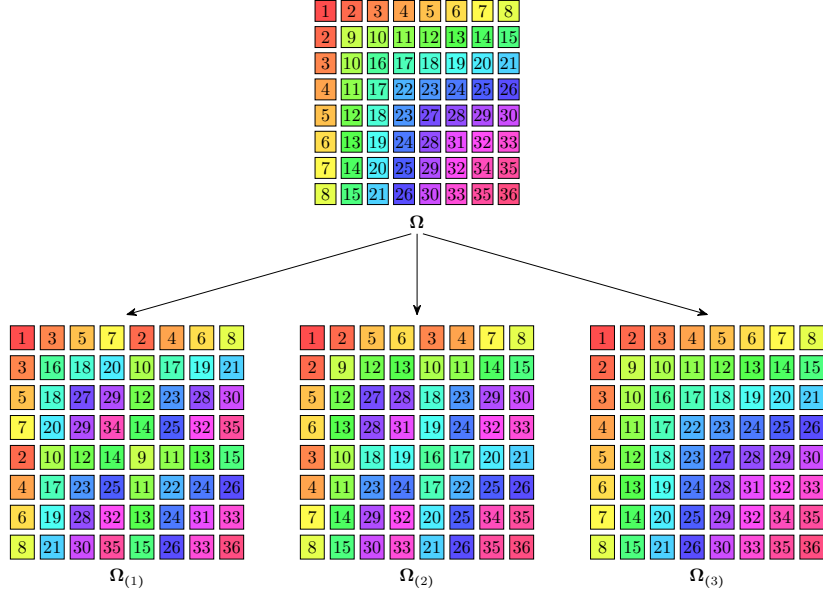 1 2 3 4 5 6 7 8
2 9 10 11 12 13 14 15
3 10 16 17 18 19 20 21
4 11 17 22 23 24 25 26
5 12 18 23 27 28 29 30
6 13 19 24 28 31 32 33
7 14 20 25 29 32 34 35
8 15 21 26 30 33 35 36
Ω
1 3 5 7 2 4 6 8
3 16 18 20 10 17 19 21
5 18 27 29 12 23 28 30
7 20 29 34 14 25 32 35
2 10 12 14 9 11 13 15
4 17 23 25 11 22 24 26
6 19 28 32 13 24 31 33
8 21 30 35 15 26 33 36
Ω(1)
1 2 5 6 3 4 7 8
2 9 12 13 10 11 14 15
5 12 27 28 18 23 29 30
6 13 28 31 19 24 32 33
3 10 18 19 16 17 20 21
4 11 23 24 17 22 25 26
7 14 29 32 20 25 34 35
8 15 30 33 21 26 35 36
Ω(2)
1 2 3 4 5 6 7 8
2 9 10 11 12 13 14 15
3 10 16 17 18 19 20 21
4 11 17 22 23 24 25 26
5 12 18 23 27 28 29 30
6 13 19 24 28 31 32 33
7 14 20 25 29 32 34 35
8 15 21 26 30 33 35 36
Ω(3)